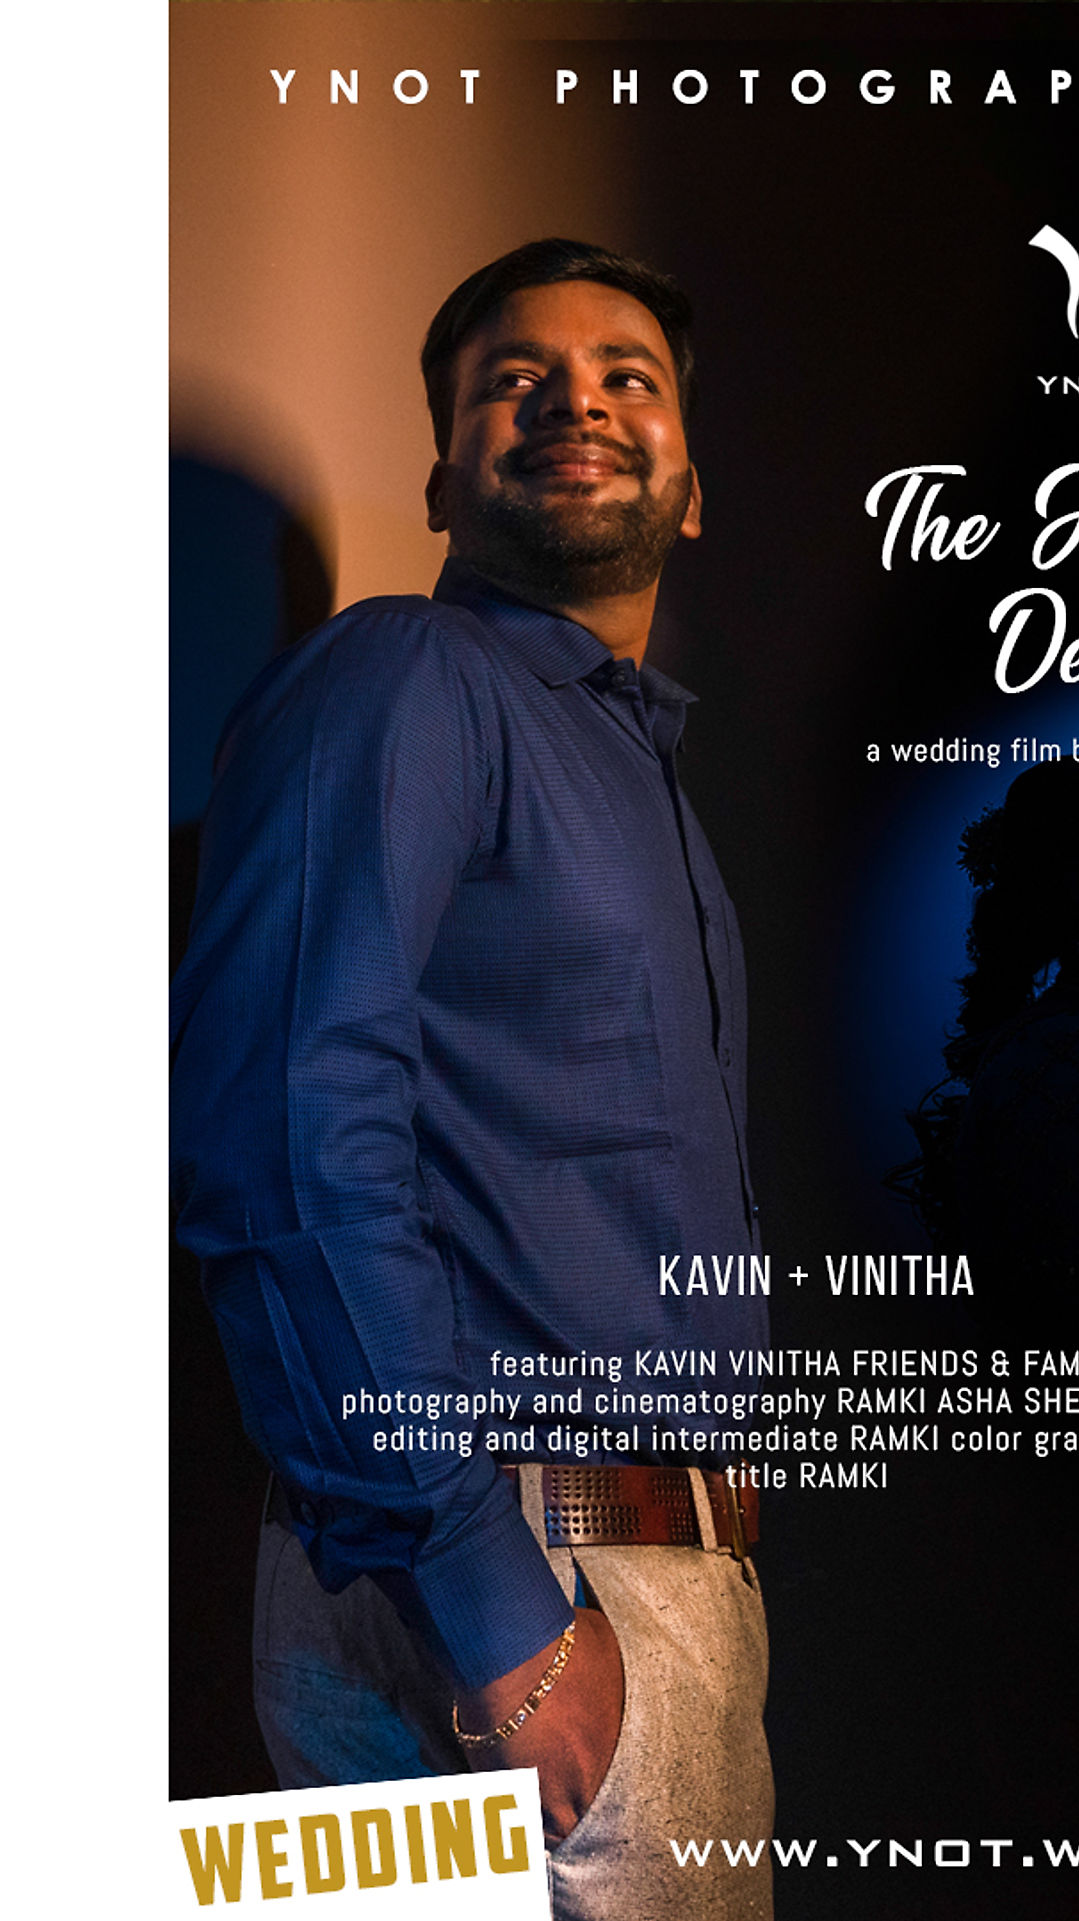 YNOT PHOTOGRAP
YN
The J
De
a wedding film b
KAVIN + VINITHA
featuring KAVIN VINITHA FRIENDS & FAM
photography and cinematography RAMKI ASHA SHE
editing and digital intermediate RAMKI color gra
title RAMKI
WEDDING
WWW.YNOT.W